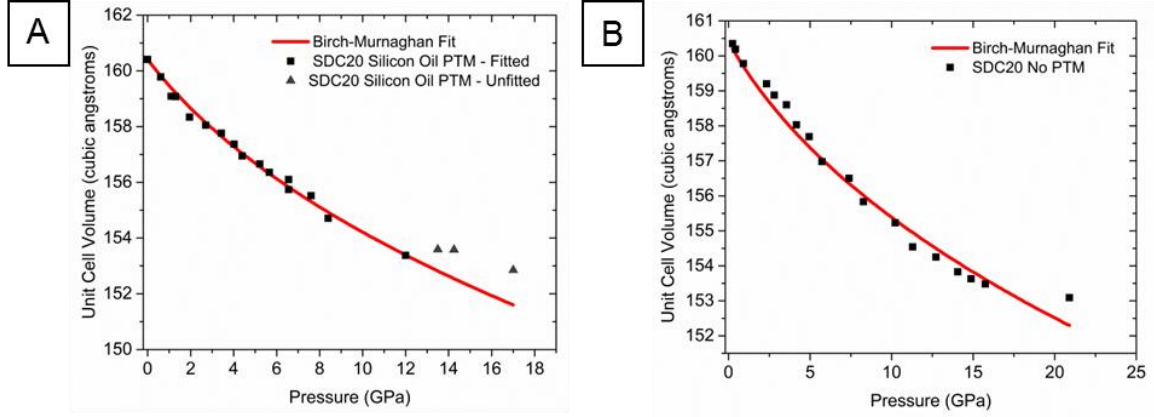 A
Unit Cell Volume (cubic angstroms)
162
160
158
156
154
152
150
Birch-Murnaghan Fit
SDC20 Silicon Oil PTM - Fitted
SDC20 Silicon Oil PTM - Unfitted
0 2 4 6 8 10 12 14 16 18
Pressure (GPa)
B
Unit Cell Volume (cubic angstroms)
161
160
159
158
157
156
155
154
153
152
Birch-Murnaghan Fit
SDC20 No PTM
0 5 10 15 20 25
Pressure (GPa)